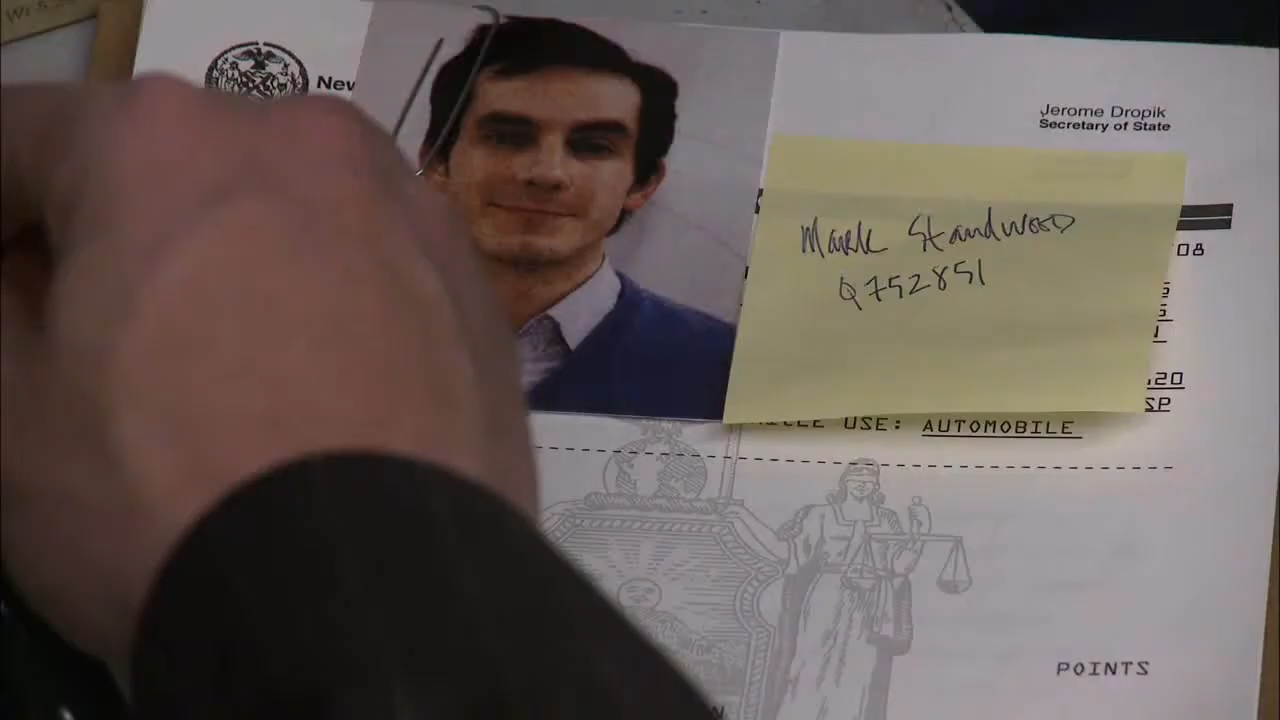 New
Jerome Dropik
Secretary of State
Mark Standwood
Q752851
08
20
SP
USE: AUTOMOBILE
POINTS